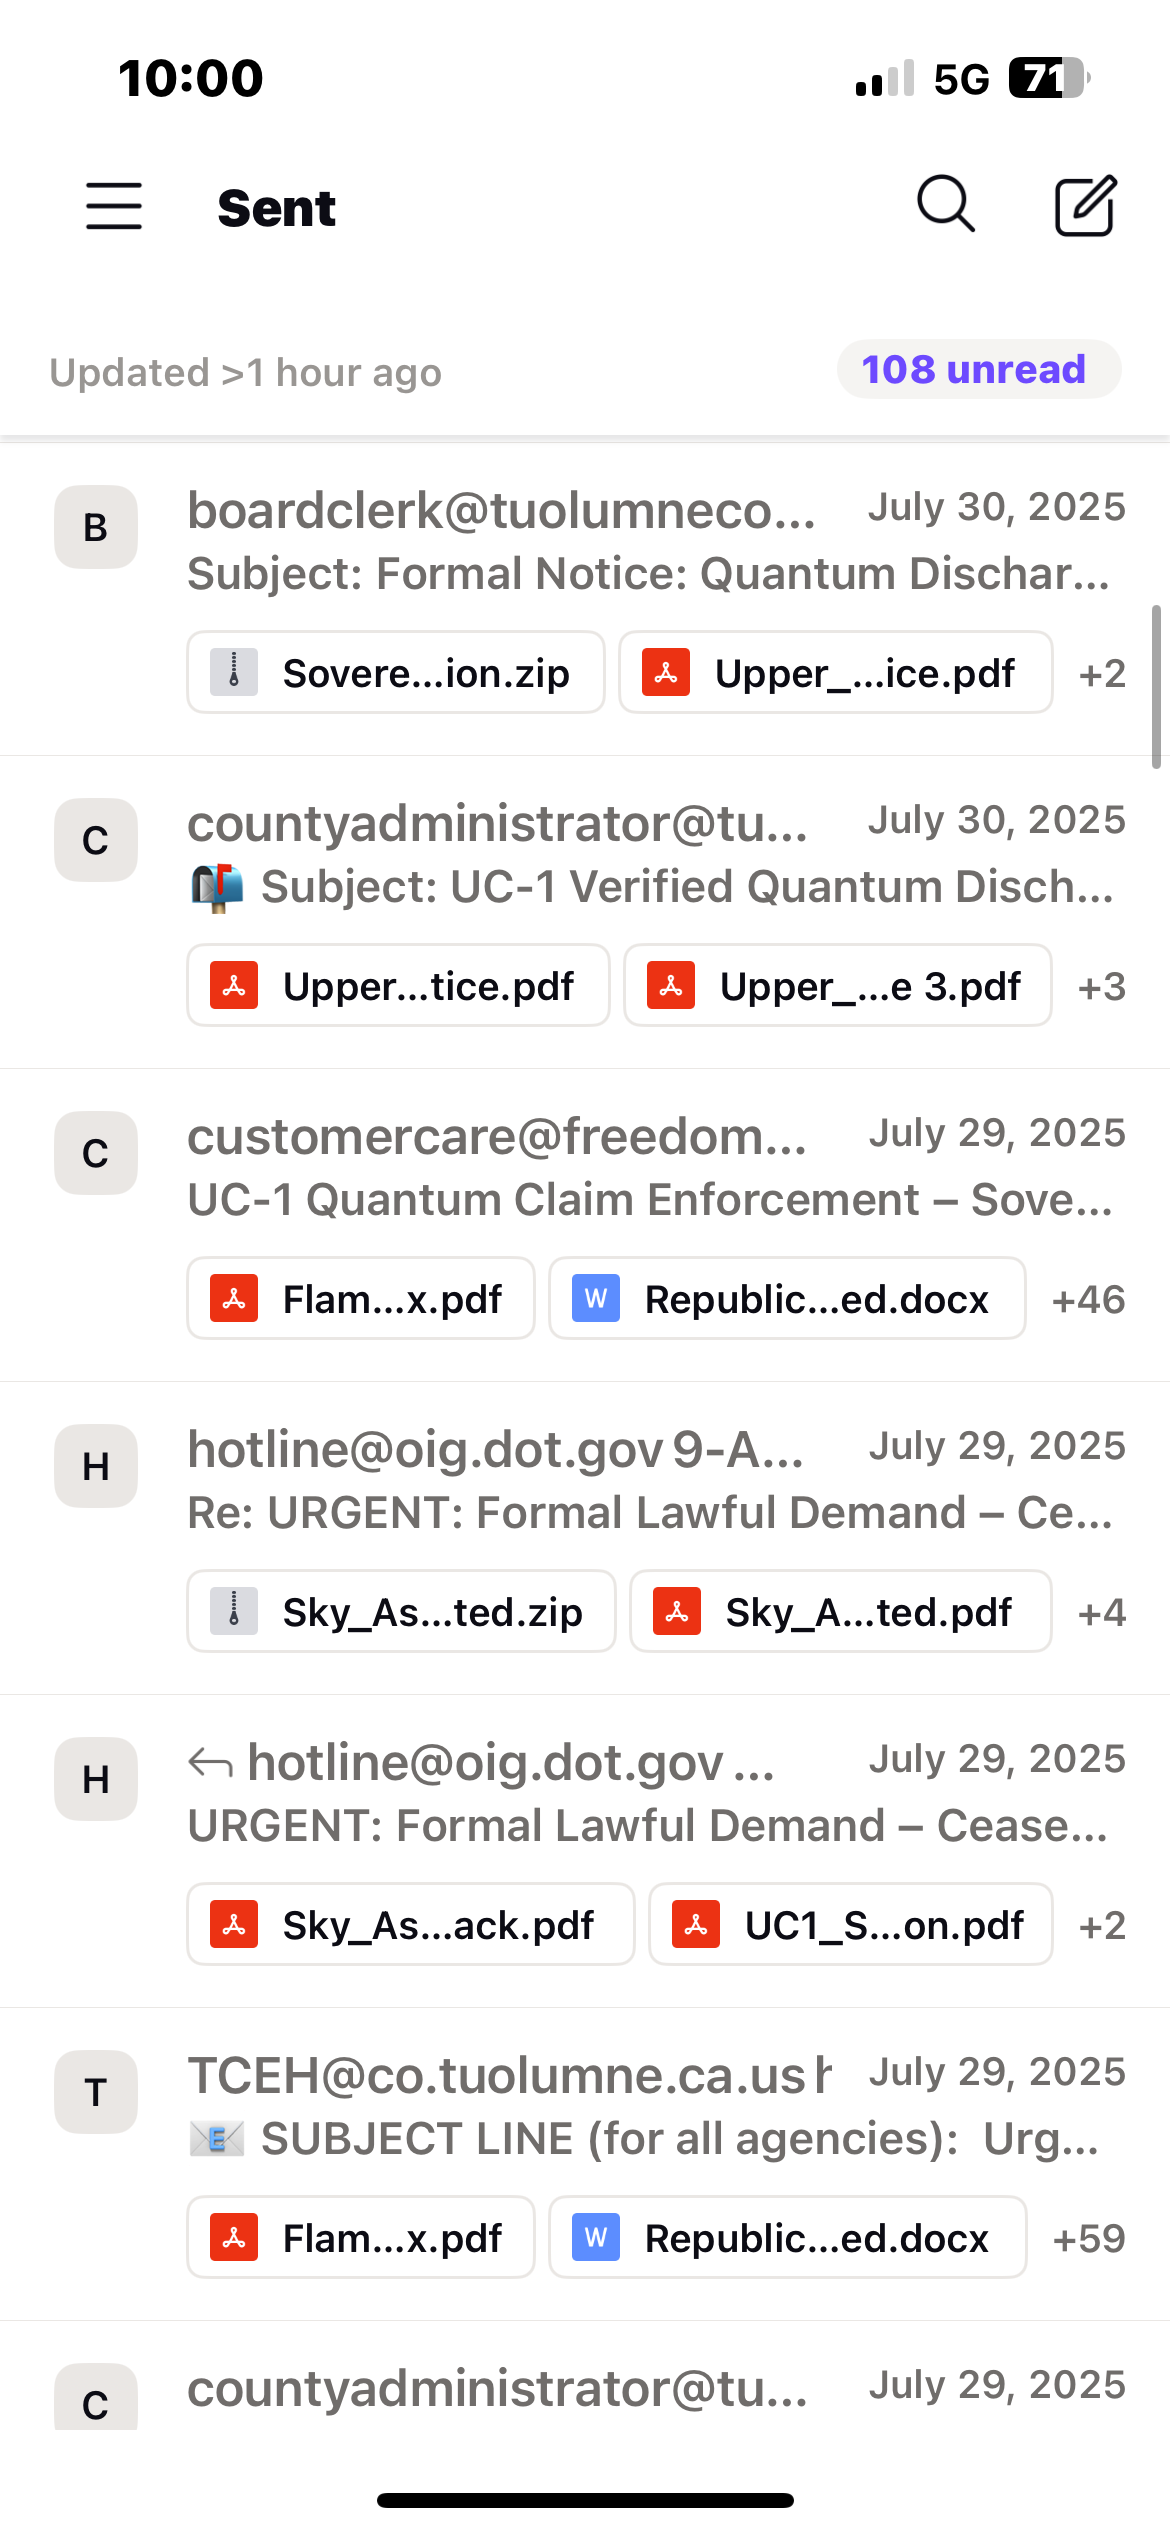 10:00 5G 71
Sent
Updated >1 hour ago 108 unread
B boardclerk@tuolumneco... July 30, 2025
Subject: Formal Notice: Quantum Dischar...
Sovere...ion.zip Upper_...ice.pdf +2
C countyadministrator@tu... July 30, 2025
📬 Subject: UC-1 Verified Quantum Disch...
Upper...tice.pdf Upper_...e 3.pdf +3
C customercare@freedom... July 29, 2025
UC-1 Quantum Claim Enforcement – Sove...
Flam...x.pdf W Republic...ed.docx +46
H hotline@oig.dot.gov 9-A... July 29, 2025
Re: URGENT: Formal Lawful Demand – Ce...
Sky_As...ted.zip Sky_A...ted.pdf +4
H hotline@oig.dot.gov ... July 29, 2025
URGENT: Formal Lawful Demand – Cease...
Sky_As...ack.pdf UC1_S...on.pdf +2
T TCEH@co.tuolumne.ca.us h July 29, 2025
📧 SUBJECT LINE (for all agencies): Urg...
Flam...x.pdf W Republic...ed.docx +59
C countyadministrator@tu... July 29, 2025